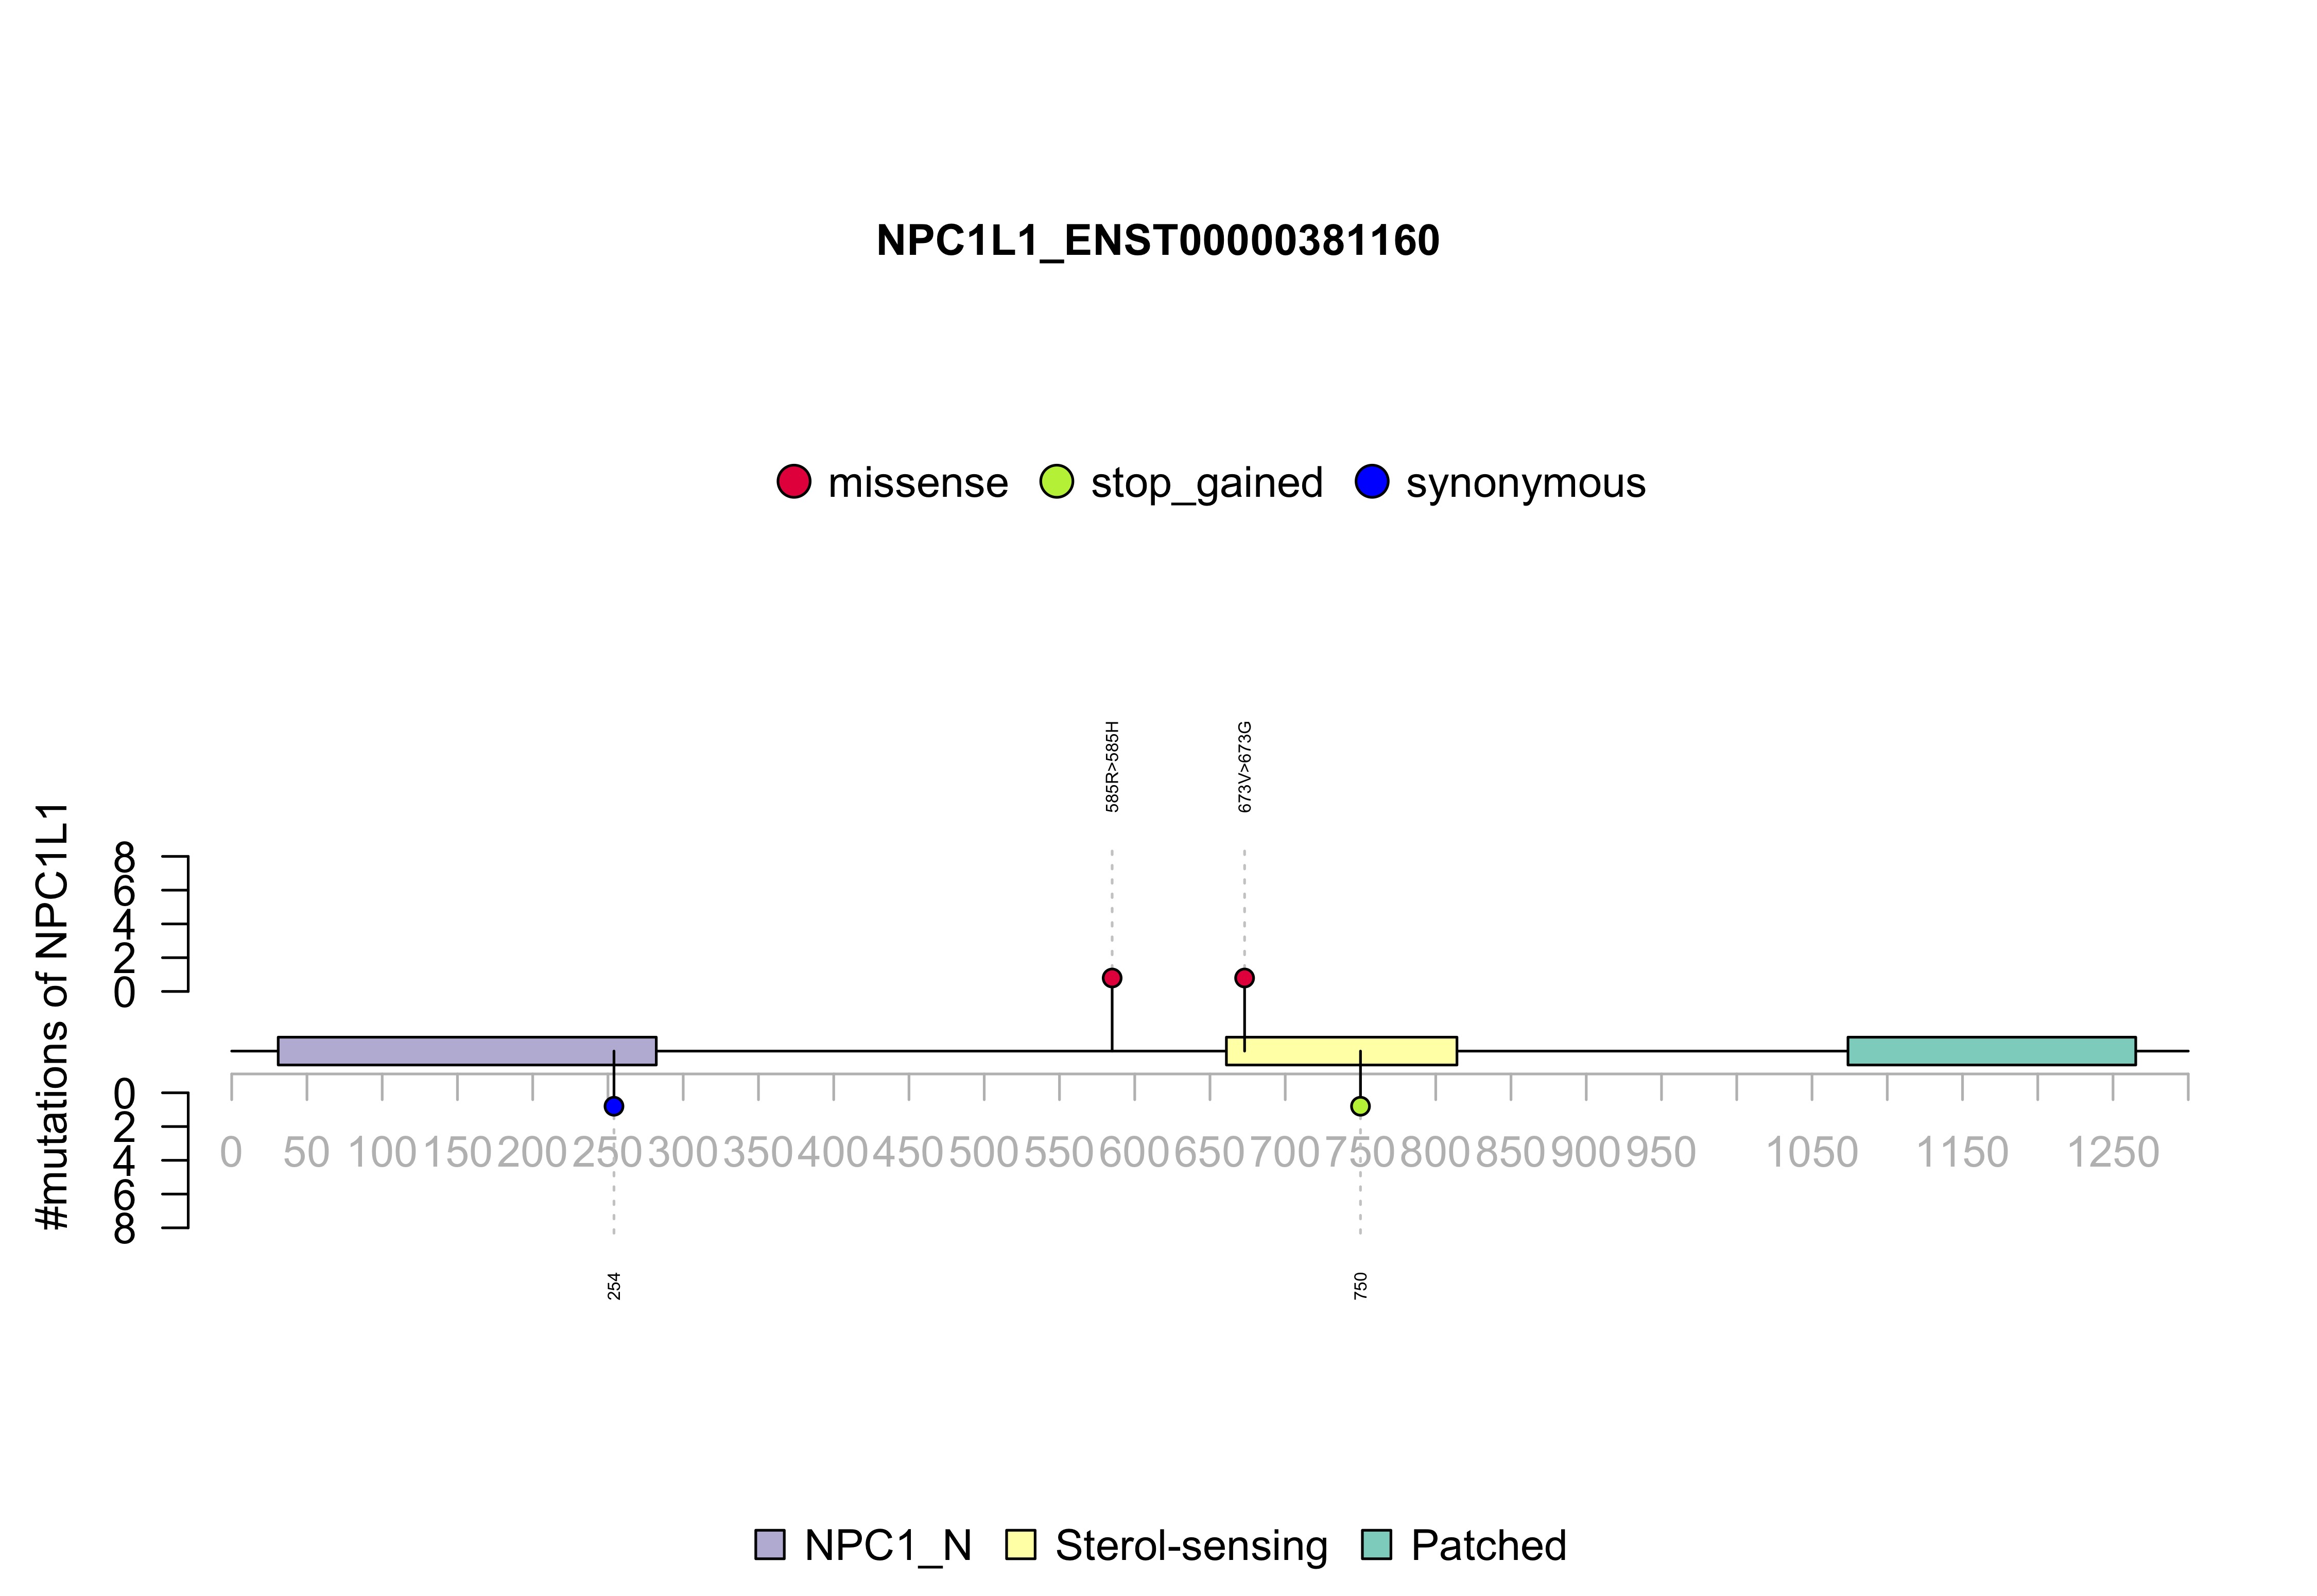 NPC1L1_ENST00000381160
missense stop_gained synonymous
585R>585H 673V>673G
#mutations of NPC1L1
8
6
4
2
0
0
2
4
6
8
0 50 100 150 200 250 300 350 400 450 500 550 600 650 700 750 800 850 900 950 1050 1150 1250
254 750
NPC1_N Sterol-sensing Patched